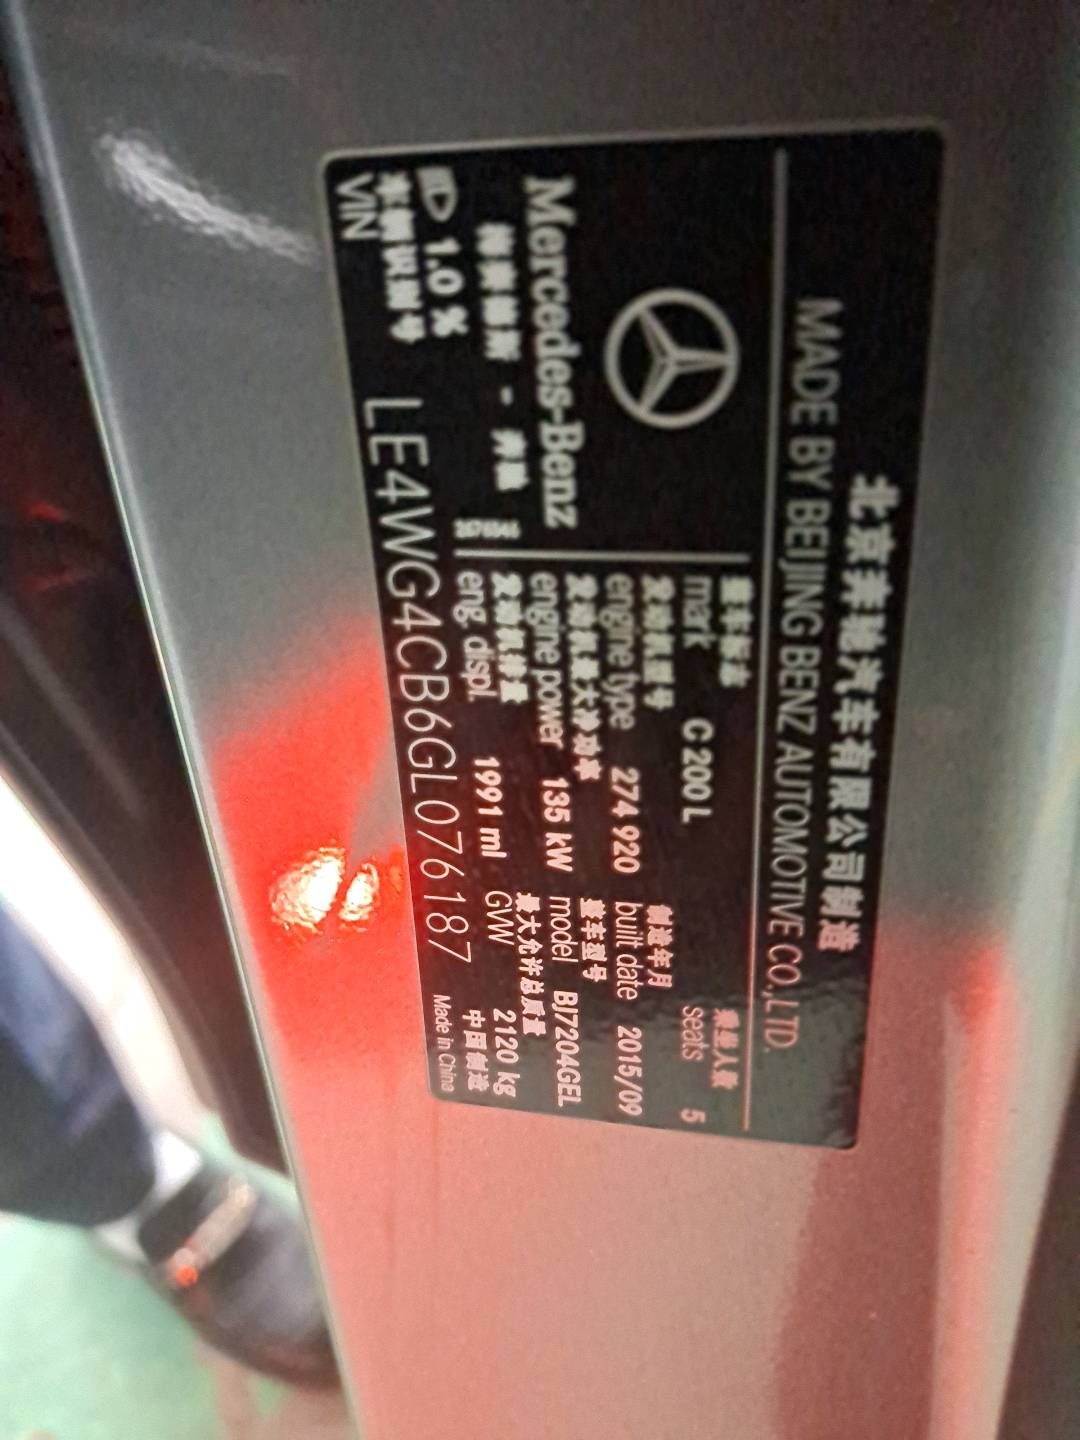 北京奔驰汽车有限公司制造
MADE BY BEIJING BENZ AUTOMOTIVE CO.,LTD.
Mercedes-Benz
梅赛德斯 - 奔驰
1.0 %
整车标志 乘坐人数
mark C 200 L seats 5
发动机型号 制造年月
engine type 274 920 built date 2015/09
发动机最大净功率 整车型号
engine power 135 kW model BJ7204GEL
发动机排量 最大允许总质量
eng. displ. 1991 ml GVW 2120 kg
车辆识别号 中国制造
VIN LE4WG4CB6GL076187 Made in China